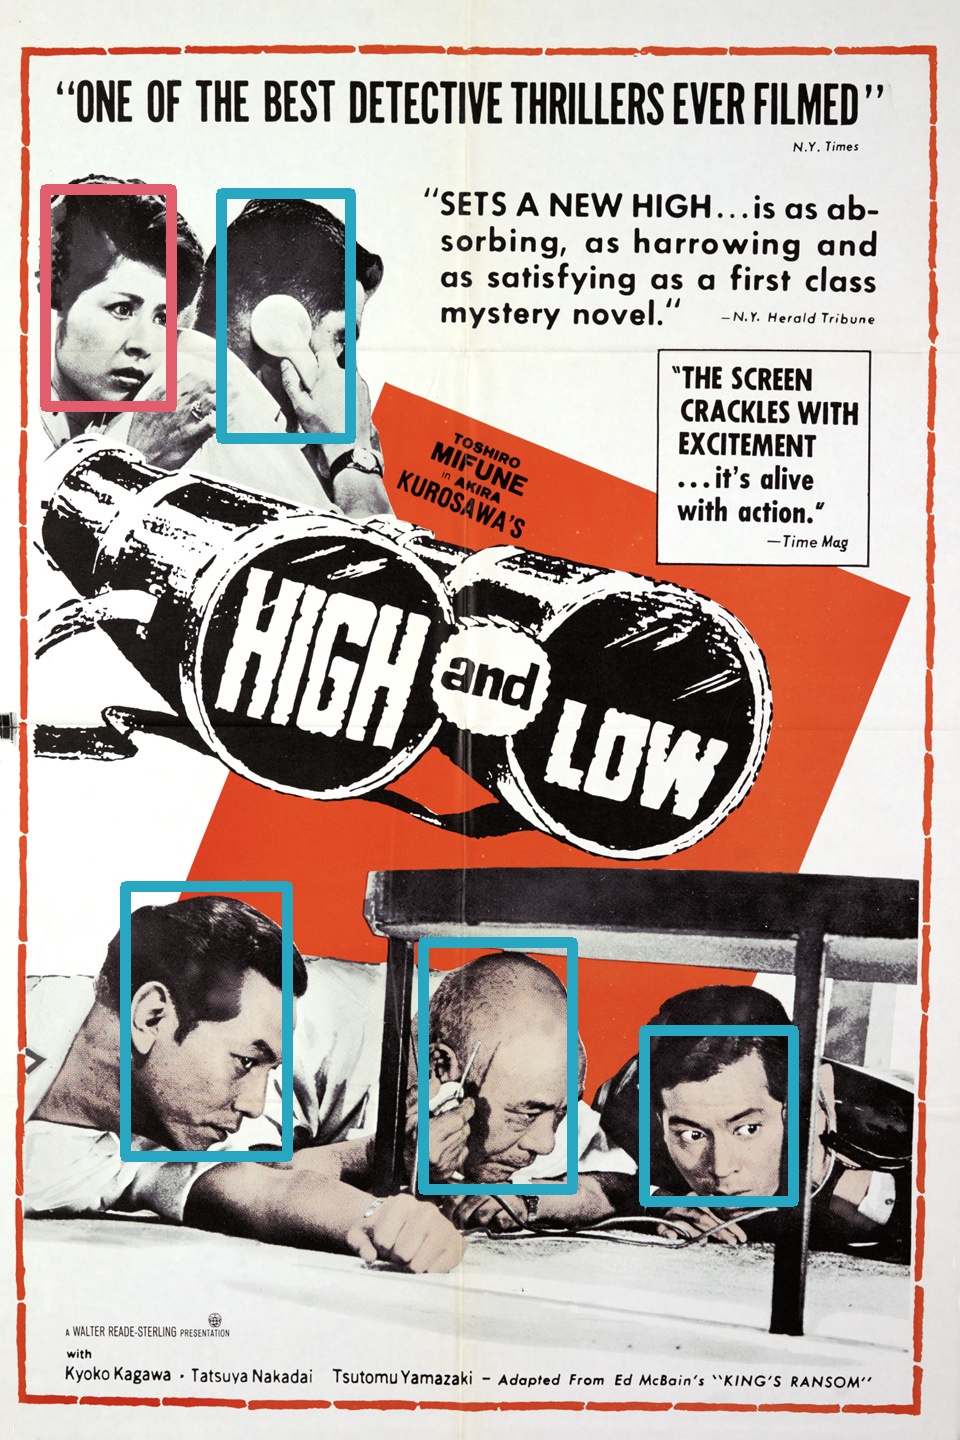 “ONE OF THE BEST DETECTIVE THRILLERS EVER FILMED”
N.Y. Times
“SETS A NEW HIGH...is as ab-
sorbing, as harrowing and
as satisfying as a first class
mystery novel.“ —N.Y. Herald Tribune
"THE SCREEN
CRACKLES WITH
EXCITEMENT
...it's alive
with action."
—Time Mag
TOSHIRO
MIFUNE
in AKIRA
KUROSAWA'S
HIGH and LOW
A WALTER READE-STERLING PRESENTATION
with
Kyoko Kagawa · Tatsuya Nakadai Tsutomu Yamazaki – Adapted From Ed McBain's "KING'S RANSOM"